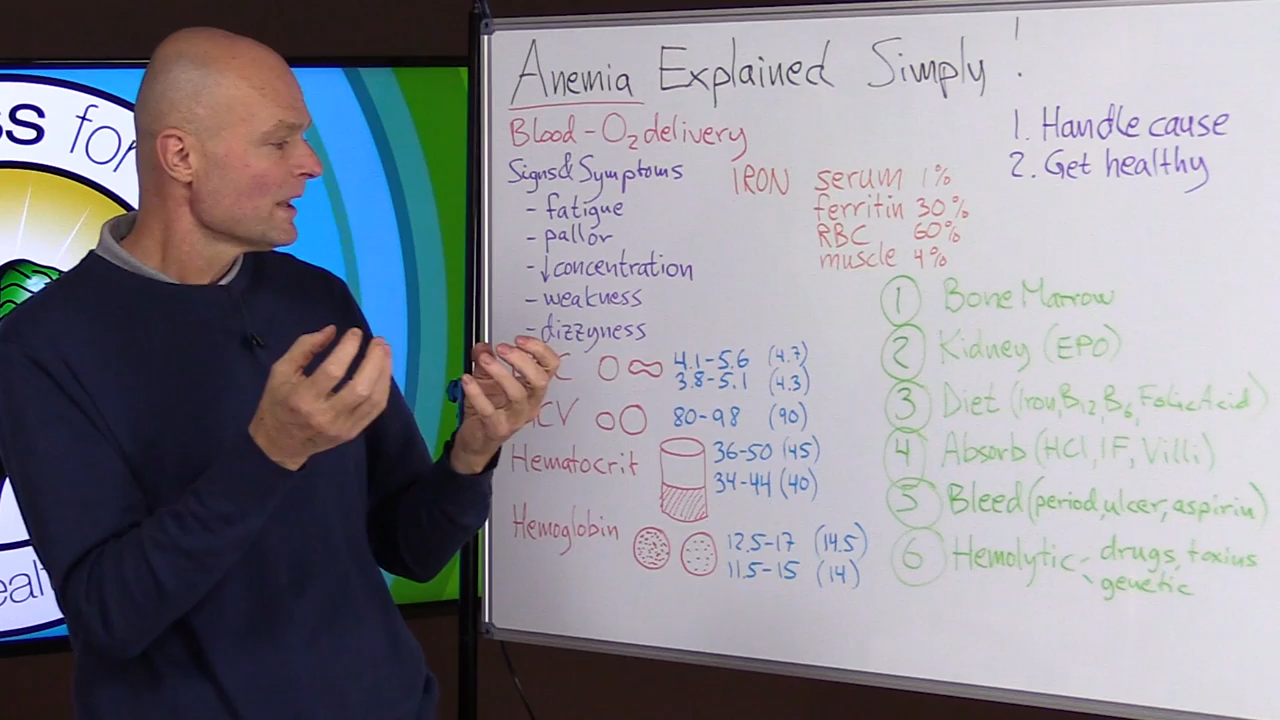 Anemia Explained Simply!
Blood - O₂ delivery
Signs & Symptoms
- fatigue
- pallor
- ↓concentration
- weakness
- dizzyness
C 4.1-5.6 (4.7)
3.8-5.1 (4.3)
CV 80-98 (90)
Hematocrit 36-50 (45)
34-44 (40)
Hemoglobin 12.5-17 (14.5)
11.5-15 (14)
IRON serum 1%
ferritin 30%
RBC 60%
muscle 4%
1. Handle cause
2. Get healthy
1 Bone Marrow
2 Kidney (EPO)
3 Diet (Iron, B12, B6, Folic Acid)
4 Absorb (HCl, IF, Villi)
5 Bleed (period, ulcer, aspirin)
6 Hemolytic - drugs, toxins
- genetic
s for